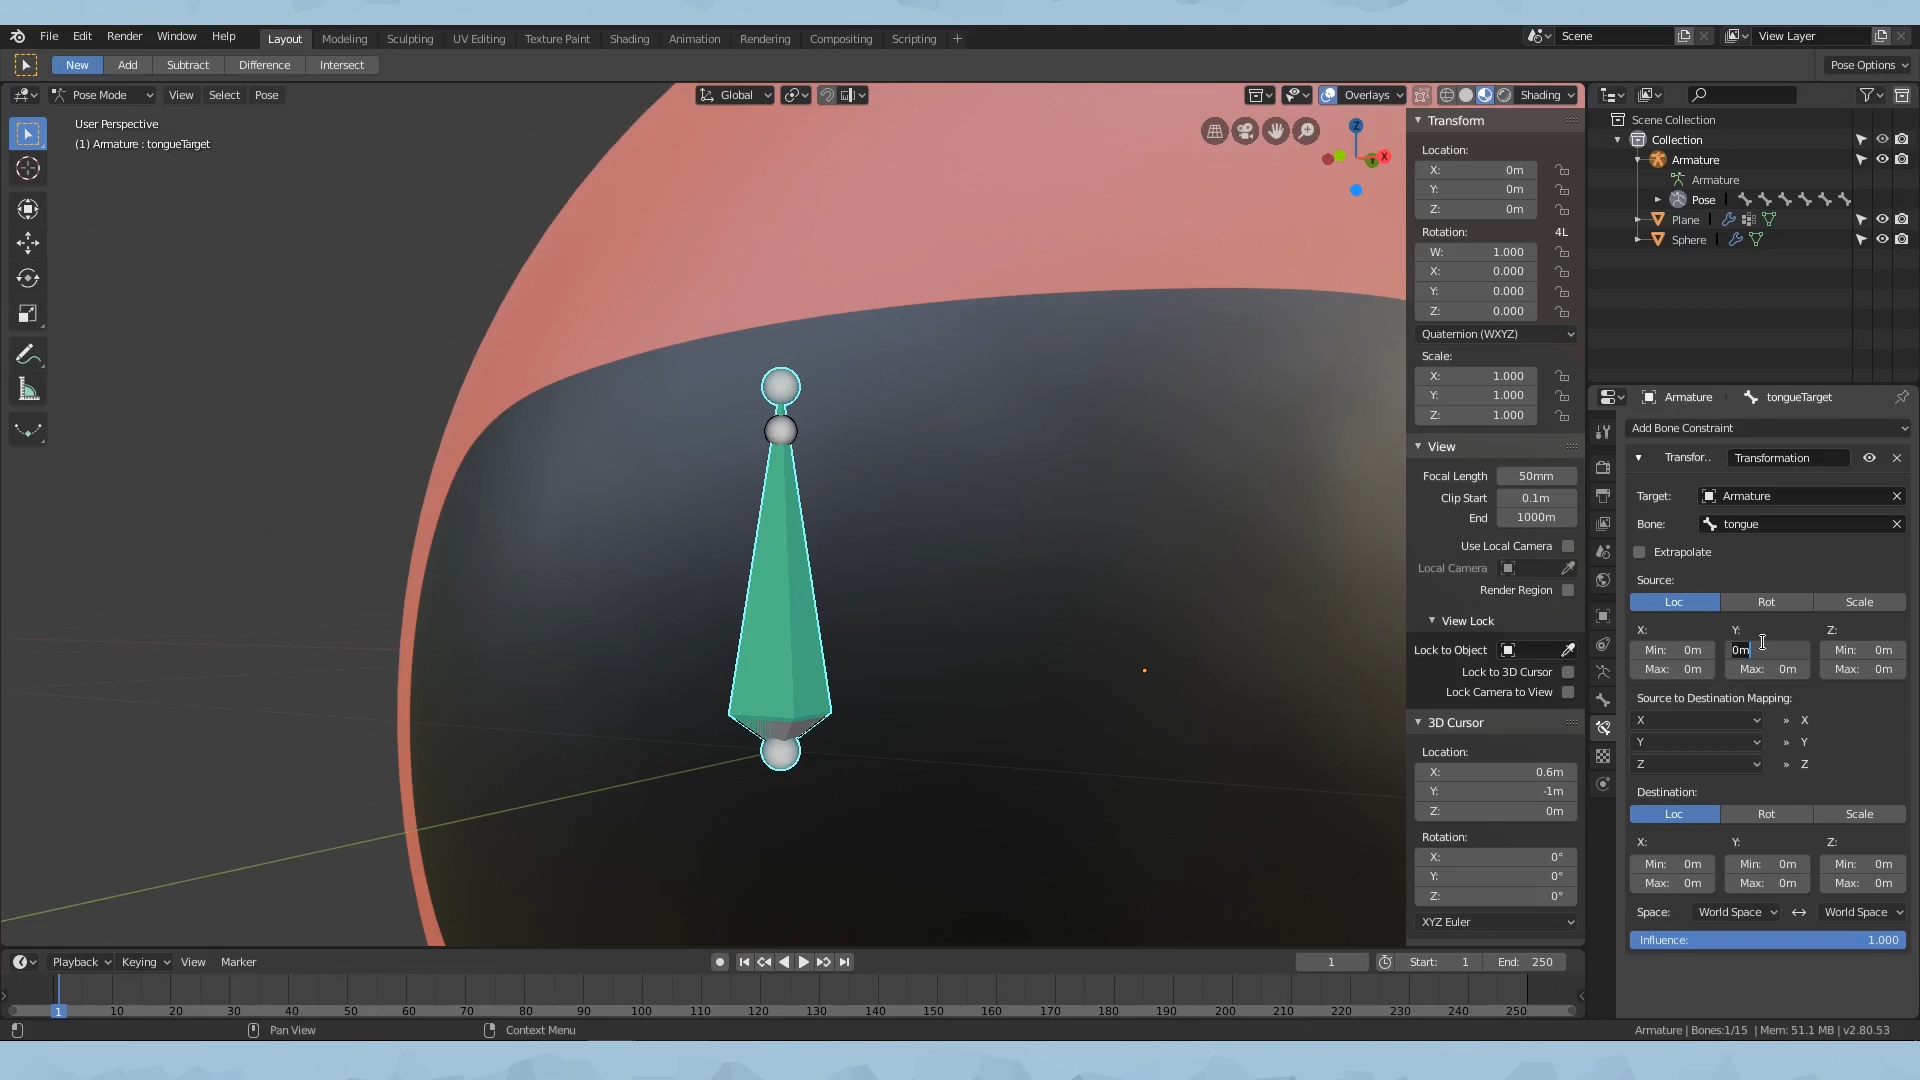 File Edit Render Window Help Layout Modeling Sculpting UV Editing Texture Paint Shading Animation Rendering Compositing Scripting + Scene View Layer
New Add Subtract Difference Intersect Pose Options
Pose Mode View Select Pose Global Overlays Shading
User Perspective
(1) Armature : tongueTarget
Transform
Location:
X: 0m
Y: 0m
Z: 0m
Rotation: 4L
W: 1.000
X: 0.000
Y: 0.000
Z: 0.000
Quaternion (WXYZ)
Scale:
X: 1.000
Y: 1.000
Z: 1.000
View
Focal Length 50mm
Clip Start 0.1m
End 1000m
Use Local Camera
Local Camera
Render Region
View Lock
Lock to Object
Lock to 3D Cursor
Lock Camera to View
3D Cursor
Location:
X: 0.6m
Y: -1m
Z: 0m
Rotation:
X: 0°
Y: 0°
Z: 0°
XYZ Euler
Z
X
Y
Scene Collection
Collection
Armature
Armature
Pose
Plane
Sphere
Armature tongueTarget
Add Bone Constraint
Transfor.. Transformation
Target: Armature
Bone: tongue
Extrapolate
Source:
Loc Rot Scale
X: Y: Z:
Min: 0m 0m Min: 0m
Max: 0m Max: 0m Max: 0m
Source to Destination Mapping:
X » X
Y » Y
Z » Z
Destination:
Loc Rot Scale
X: Y: Z:
Min: 0m Min: 0m Min: 0m
Max: 0m Max: 0m Max: 0m
Space: World Space World Space
Influence: 1.000
Playback Keying View Marker 1 Start: 1 End: 250
1 10 20 30 40 50 60 70 80 90 100 110 120 130 140 150 160 170 180 190 200 210 220 230 240 250
Pan View Context Menu Armature | Bones:1/15 | Mem: 51.1 MB | v2.80.53